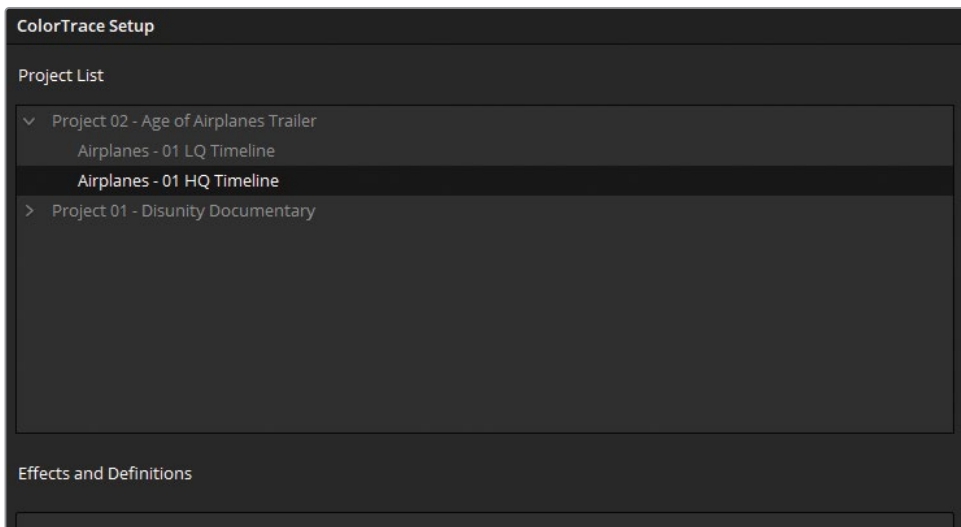 ColorTrace Setup
Project List
Project 02 - Age of Airplanes Trailer
Airplanes - 01 LQ Timeline
Airplanes - 01 HQ Timeline
Project 01 - Disunity Documentary
Effects and Definitions